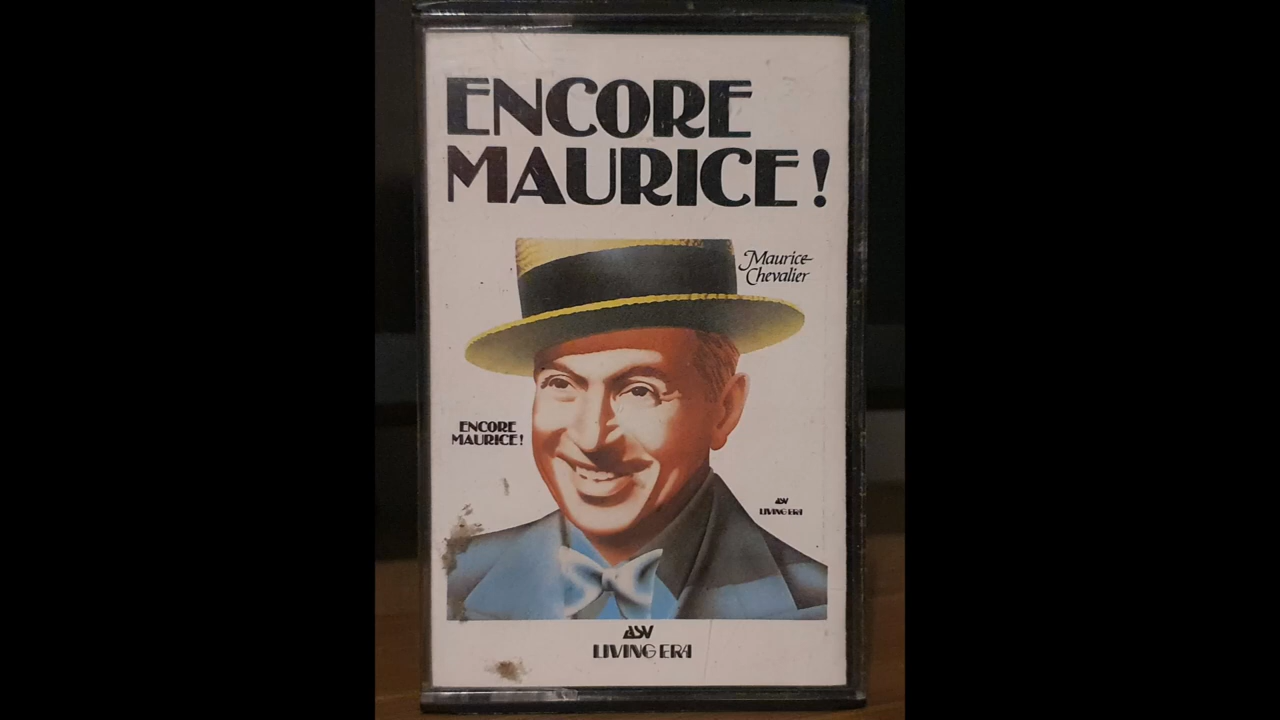 ENCORE
MAURICE!
Maurice
Chevalier
ENCORE
MAURICE!
ASV
LIVING ERA
ASV
LIVING ERA